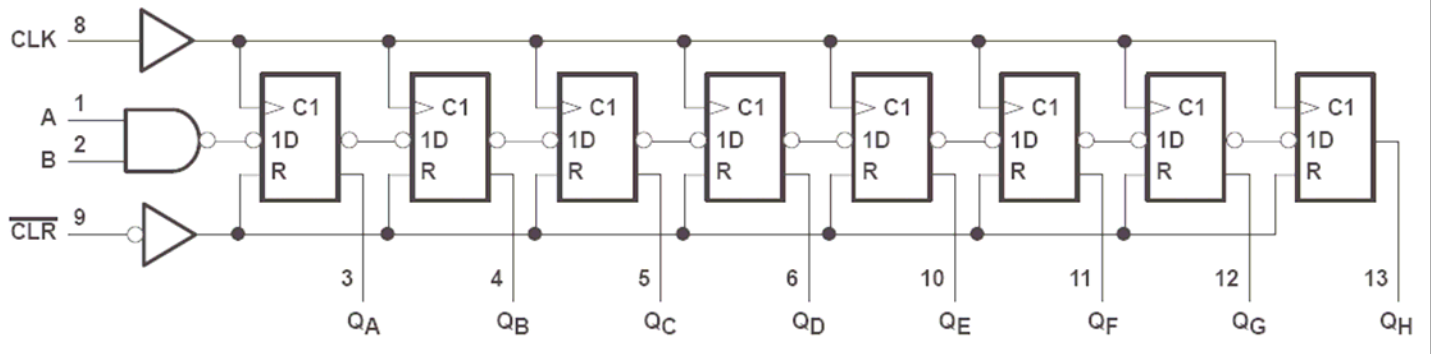 CLK 8
C1 C1 C1 C1 C1 C1 C1 C1
A 1
1D 1D 1D 1D 1D 1D 1D 1D
B 2
R R R R R R R R
CLR 9
3 4 5 6 10 11 12 13
QA QB QC QD QE QF QG QH